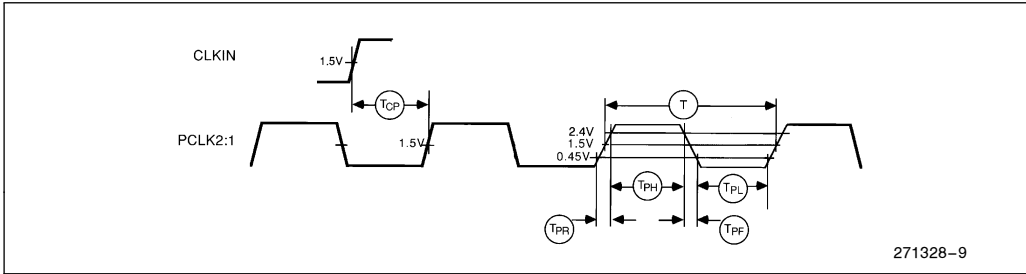 CLKIN
1.5V
TCP
T
PCLK2:1
1.5V
2.4V
1.5V
0.45V
TPH
TPL
TPR
TPF
271328–9